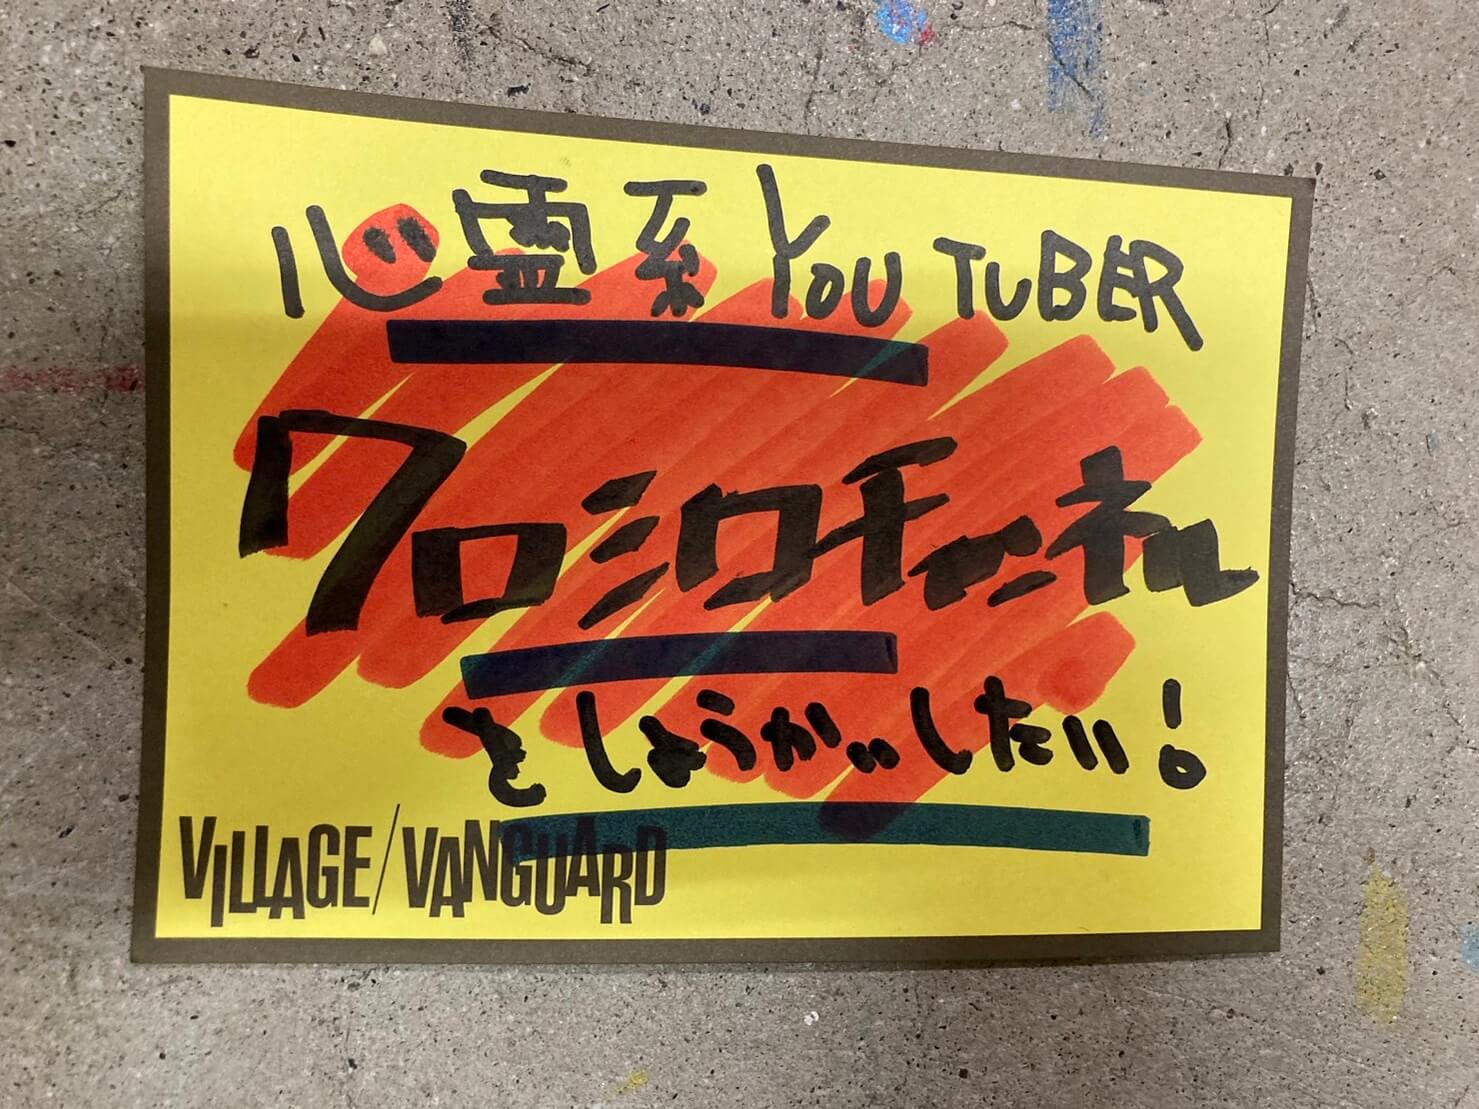 心霊系 YOU TUBER
クロシロチャンネル
をしょうかいしたい!
VILLAGE/VANGUARD